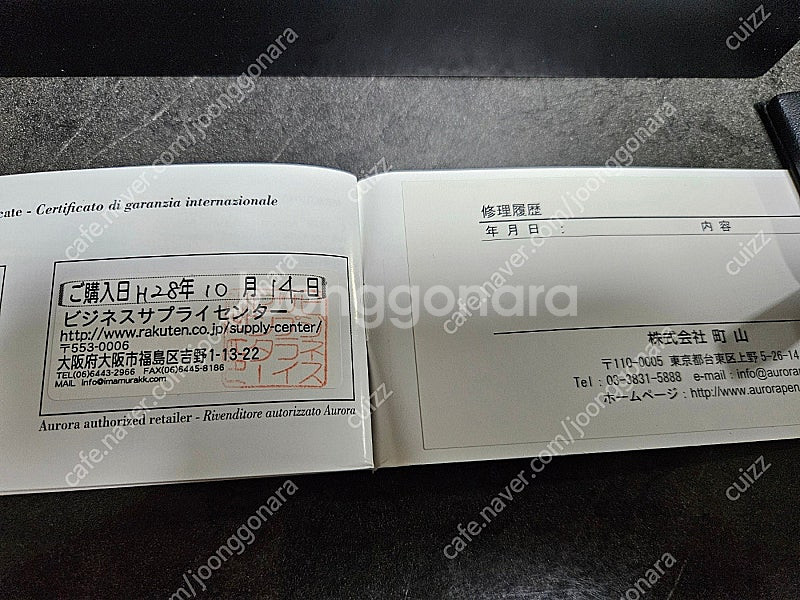 cate - Certificato di garanzia internazionale
ご購入日 H28年 10 月 14 日
ビジネスサプライセンター
http://www.rakuten.co.jp/supply-center/
〒553-0006
大阪府大阪市福島区吉野1-13-22
TEL(06)6443-2966 FAX(06)6445-8186
MAIL info@imamurakk.com
Aurora authorized retailer - Rivenditore autorizzato Aurora
修理履歴
年 月 日 : 内 容
株式会社 町 山
〒110-0005 東京都台東区上野 5-26-14
Tel : 03-3831-5888 e-mail : info@aurora
ホームページ : http://www.aurorapen
joonggonara
cafe.naver.com/joonggonara
cuizz